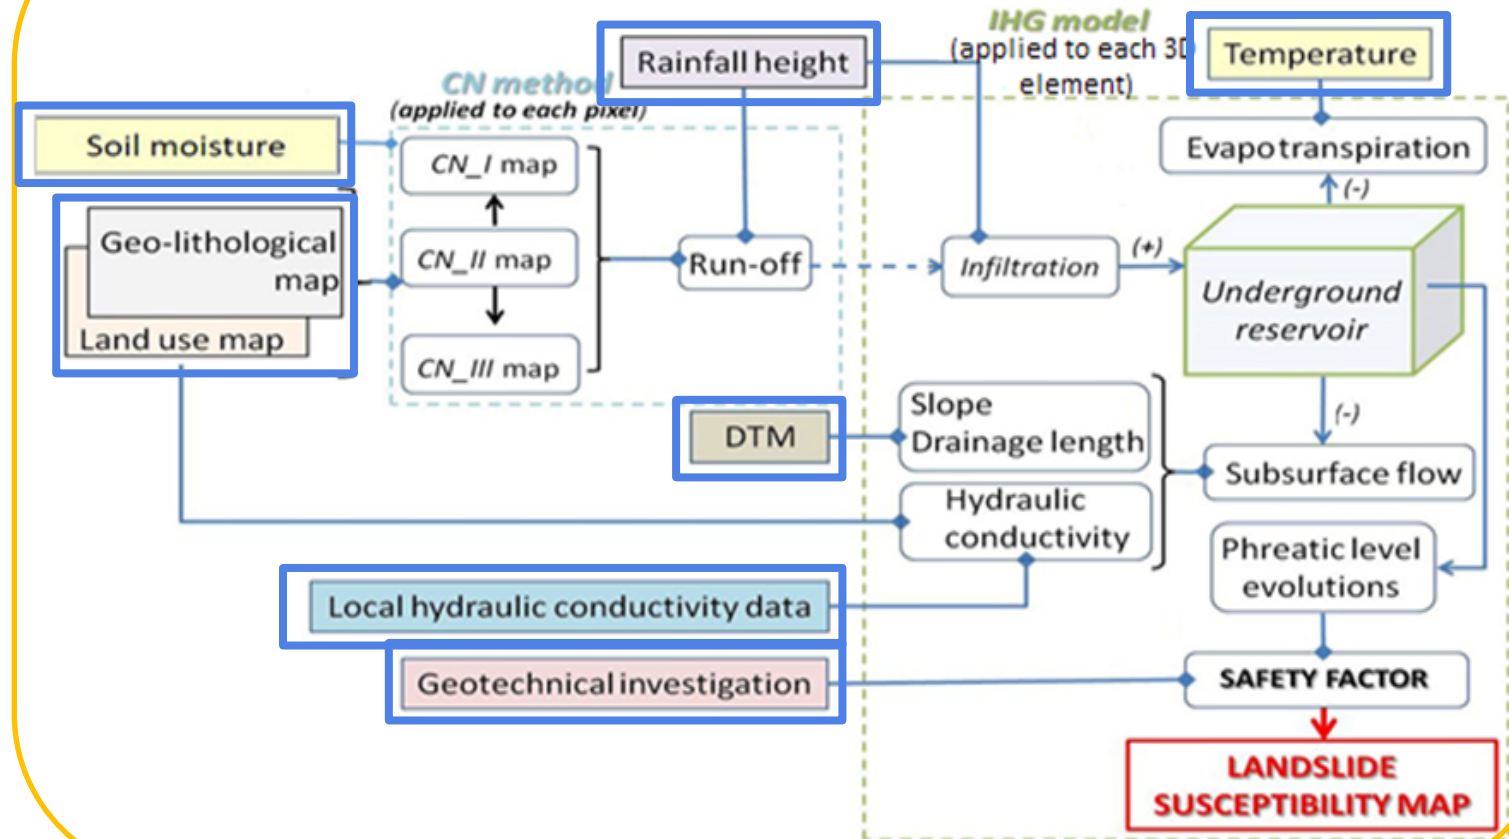 IHG model
(applied to each 3D
element)
Rainfall height
Temperature
CN method
(applied to each pixel)
Soil moisture
CN_I map
Evapotranspiration
(-)
Geo-lithological
map
Land use map
CN_II map
Run-off
Infiltration
(+)
Underground
reservoir
CN_III map
(-)
DTM
Slope
Drainage length
Subsurface flow
Hydraulic
conductivity
Phreatic level
evolutions
Local hydraulic conductivity data
Geotechnical investigation
SAFETY FACTOR
LANDSLIDE
SUSCEPTIBILITY MAP